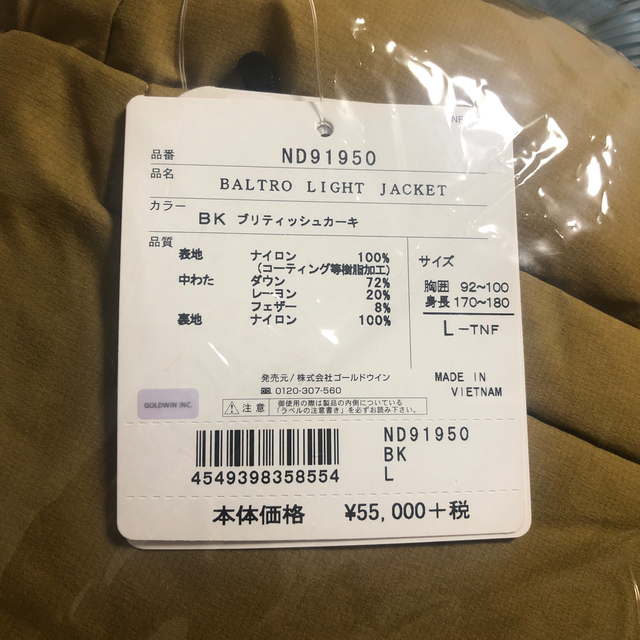 品番 ND91950
品名 BALTRO LIGHT JACKET
カラー BK ブリティッシュカーキ
品質
表地 ナイロン 100%
(コーティング等樹脂加工)
中わた ダウン 72%
レーヨン 20%
フェザー 8%
裏地 ナイロン 100%
サイズ
胸囲 92~100
身長 170~180
L-TNF
発売元/株式会社ゴールドウイン
0120-307-560
MADE IN
VIETNAM
GOLDWIN INC.
注意 御使用の際は製品の内側についている
「ラベルの注意書き」を必ずお読み下さい。
4549398358554
ND91950
BK
L
本体価格 ¥55,000+税